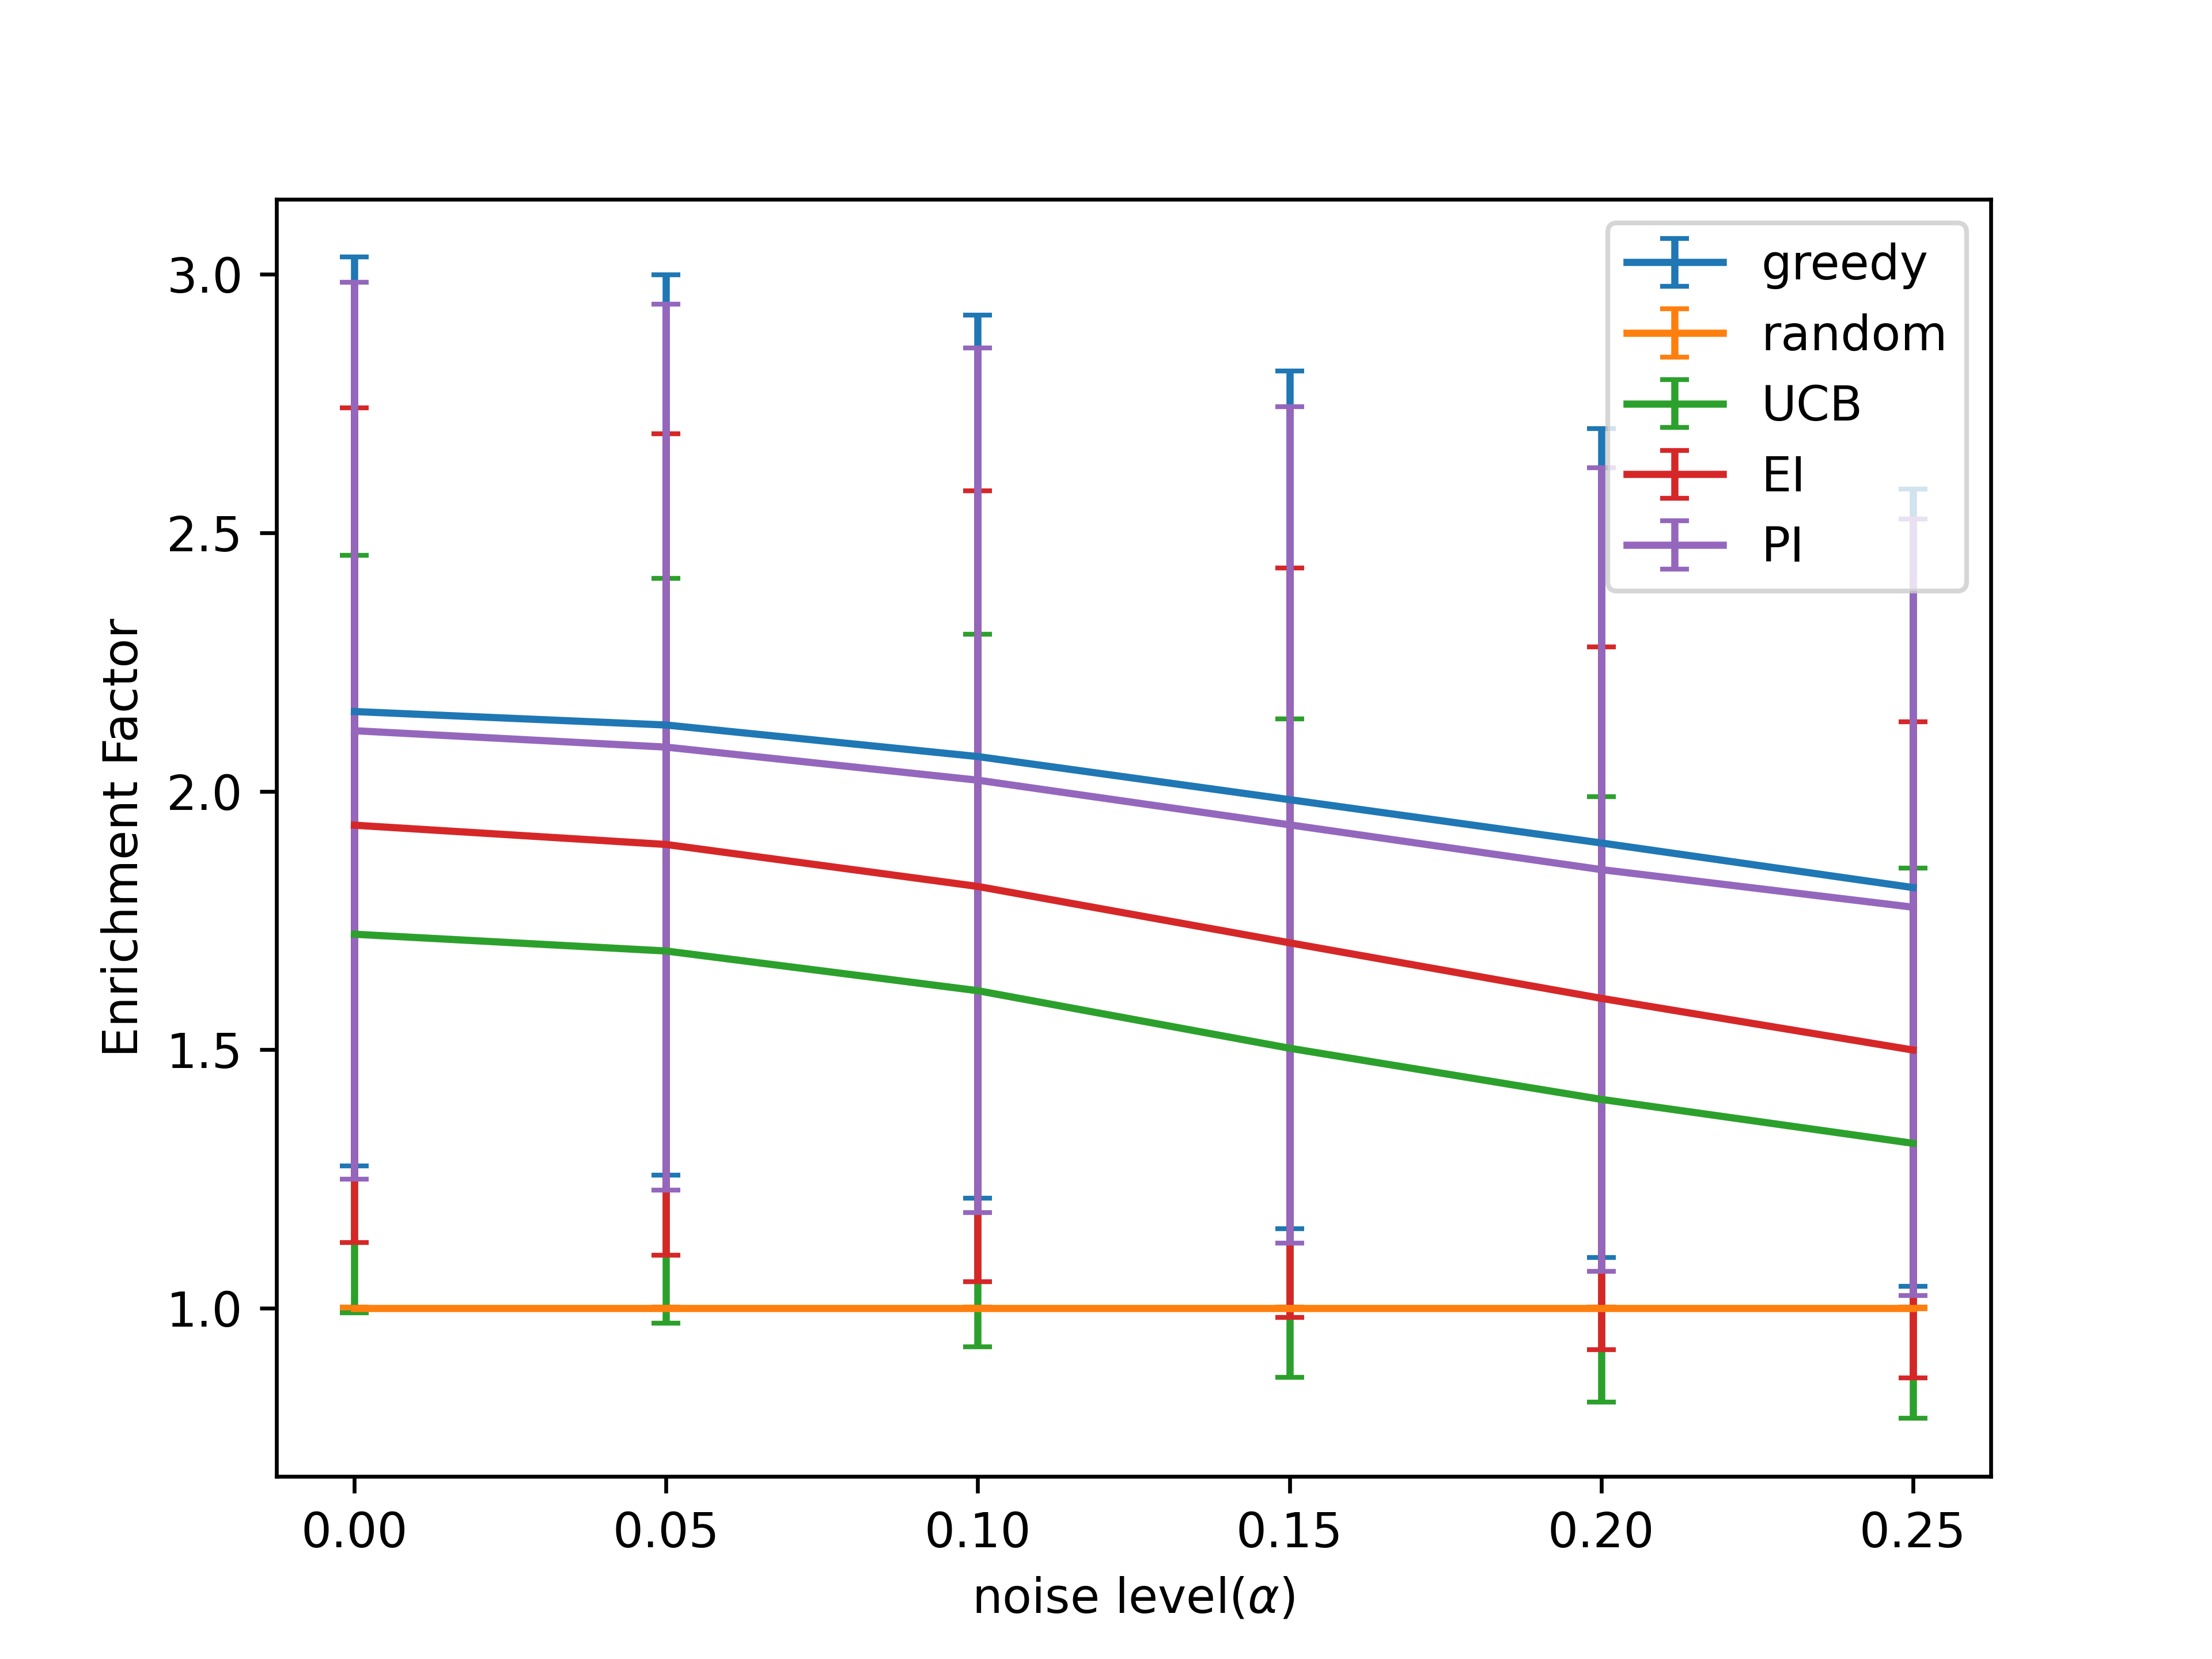 greedy
random
UCB
EI
PI
Enrichment Factor
3.0
2.5
2.0
1.5
1.0
0.00 0.05 0.10 0.15 0.20 0.25
noise level(α)